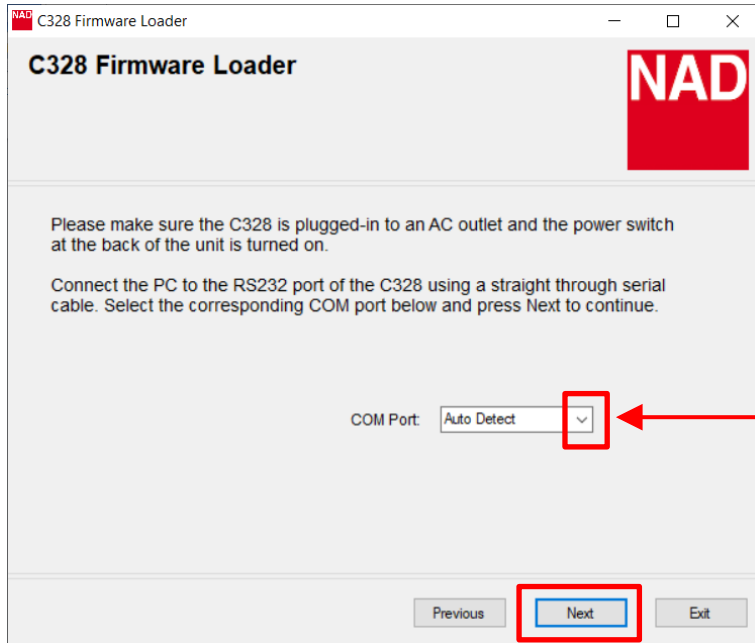 NAD C328 Firmware Loader
C328 Firmware Loader
NAD
Please make sure the C328 is plugged-in to an AC outlet and the power switch
at the back of the unit is turned on.
Connect the PC to the RS232 port of the C328 using a straight through serial
cable. Select the corresponding COM port below and press Next to continue.
COM Port: Auto Detect
Previous Next Exit